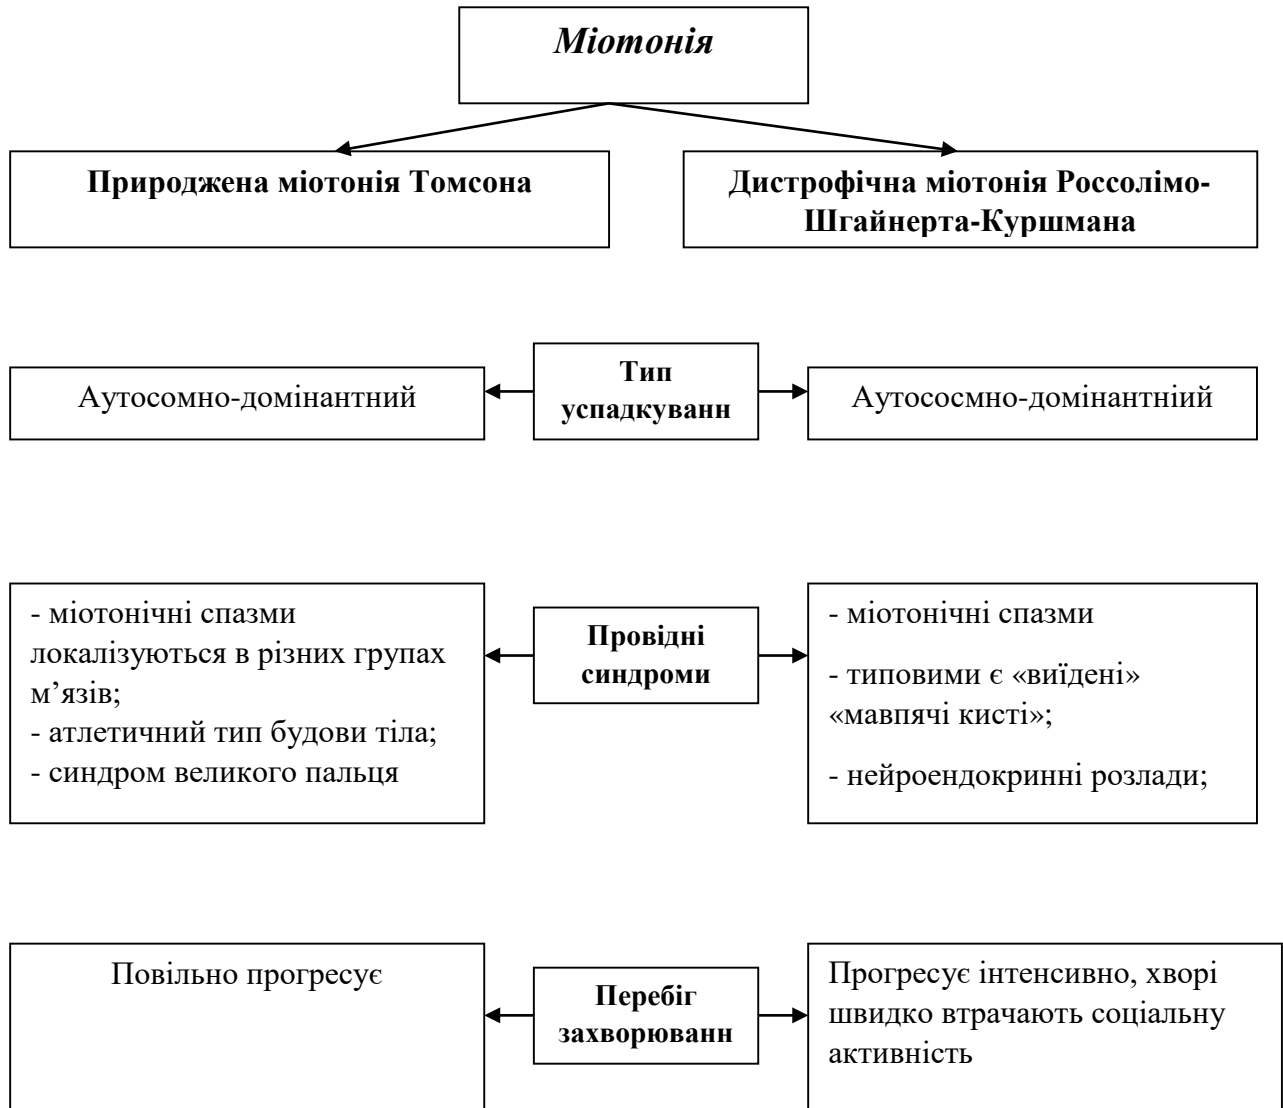 Міотонія
Природжена міотонія Томсона
Дистрофічна міотонія Россолімо-
Шгайнерта-Куршмана
Тип
успадкуванн
Аутосомно-домінантний
Аутососмно-домінантніий
- міотонічні спазми
локалізуються в різних групах
м’язів;
- атлетичний тип будови тіла;
- синдром великого пальця
Провідні
синдроми
- міотонічні спазми
- типовими є «виїдені»
«мавпячі кисті»;
- нейроендокринні розлади;
Повільно прогресує
Перебіг
захворюванн
Прогресує інтенсивно, хворі
швидко втрачають соціальну
активність